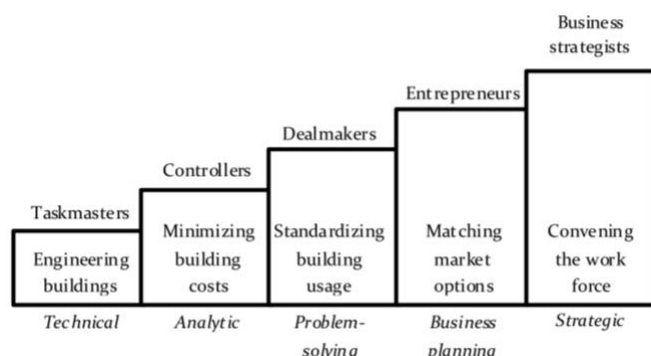 Business
strategists
Entrepreneurs
Dealmakers
Controllers
Taskmasters
Engineering
buildings
Minimizing
building
costs
Standardizing
building
usage
Matching
market
options
Convening
the work
force
Technical
Analytic
Problem-
solving
Business
planning
Strategic